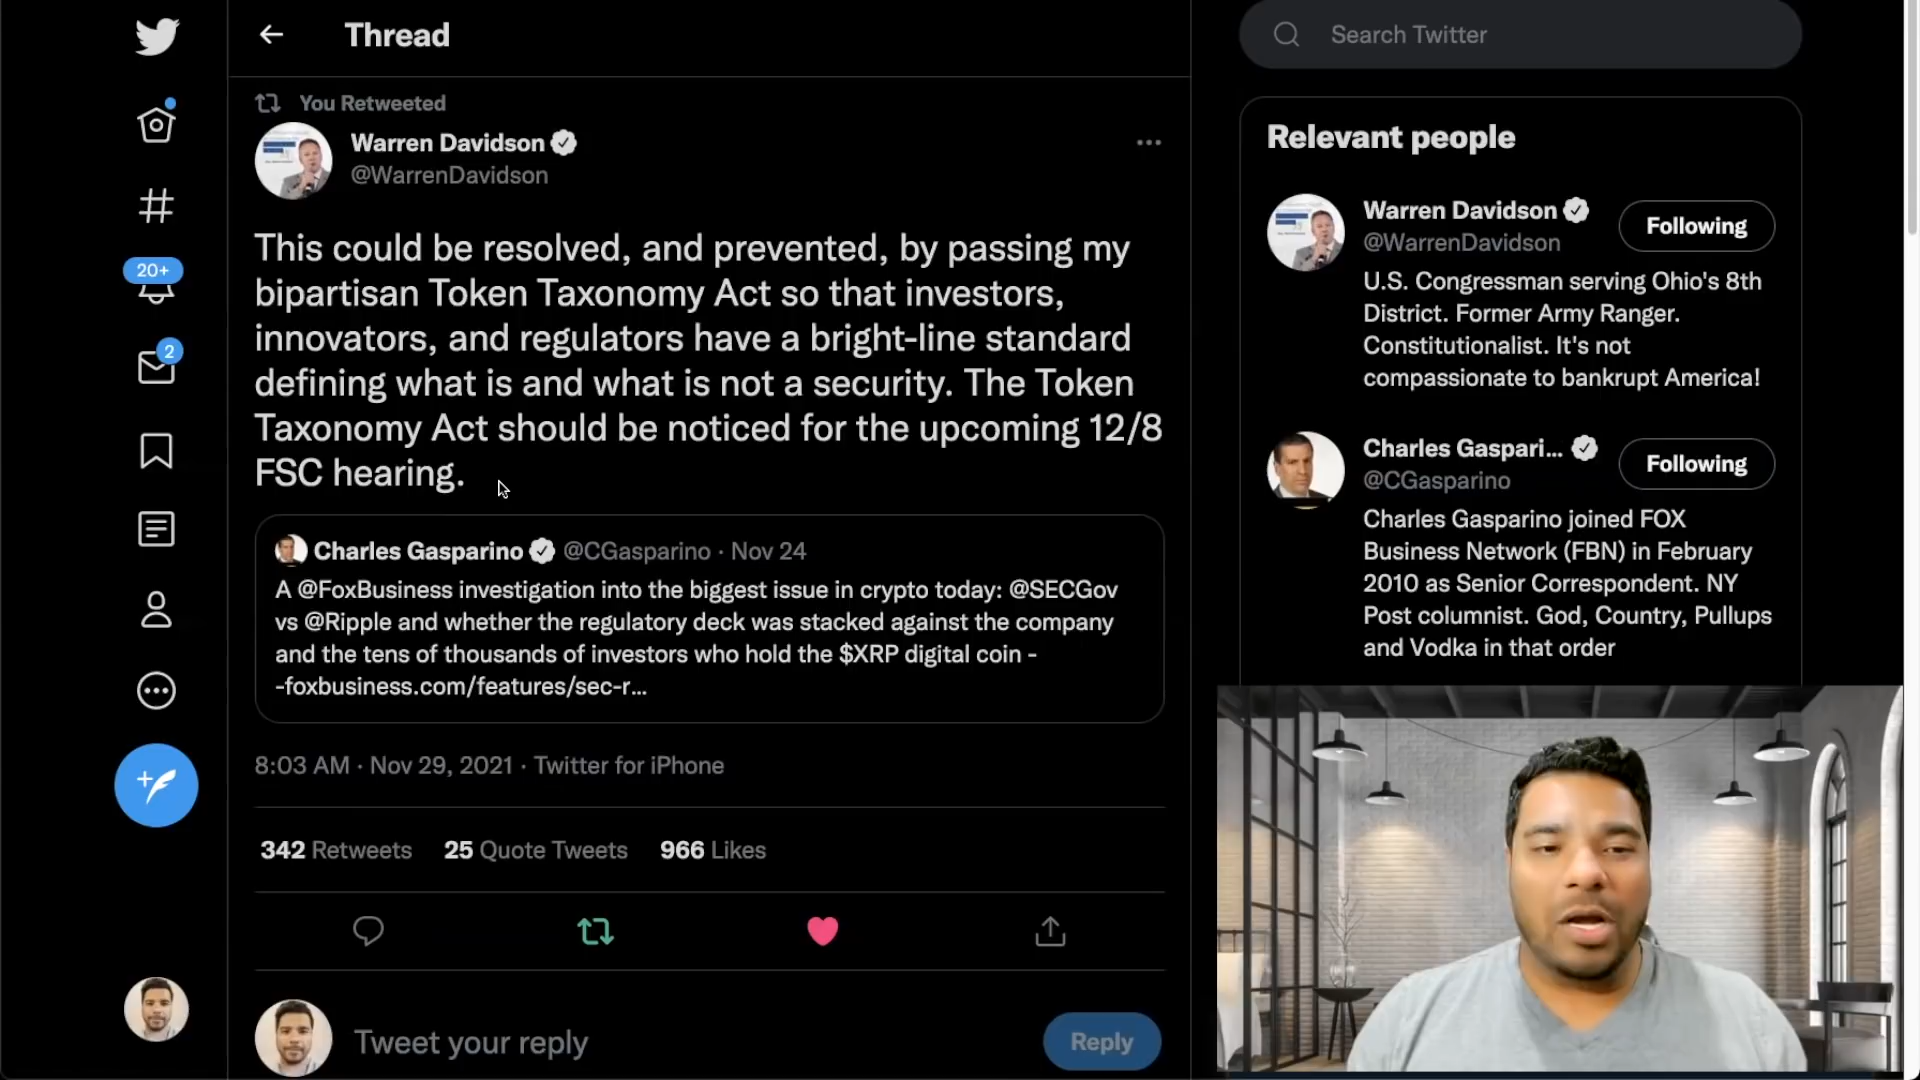 Thread
Search Twitter
You Retweeted
Warren Davidson
@WarrenDavidson
This could be resolved, and prevented, by passing my
bipartisan Token Taxonomy Act so that investors,
innovators, and regulators have a bright-line standard
defining what is and what is not a security. The Token
Taxonomy Act should be noticed for the upcoming 12/8
FSC hearing.
Charles Gasparino @CGasparino · Nov 24
A @FoxBusiness investigation into the biggest issue in crypto today: @SECGov
vs @Ripple and whether the regulatory deck was stacked against the company
and the tens of thousands of investors who hold the $XRP digital coin -
-foxbusiness.com/features/sec-r...
8:03 AM · Nov 29, 2021 · Twitter for iPhone
342 Retweets 25 Quote Tweets 966 Likes
Tweet your reply
Reply
20+
2
Relevant people
Warren Davidson
@WarrenDavidson
Following
U.S. Congressman serving Ohio's 8th
District. Former Army Ranger.
Constitutionalist. It's not
compassionate to bankrupt America!
Charles Gaspari...
@CGasparino
Following
Charles Gasparino joined FOX
Business Network (FBN) in February
2010 as Senior Correspondent. NY
Post columnist. God, Country, Pullups
and Vodka in that order